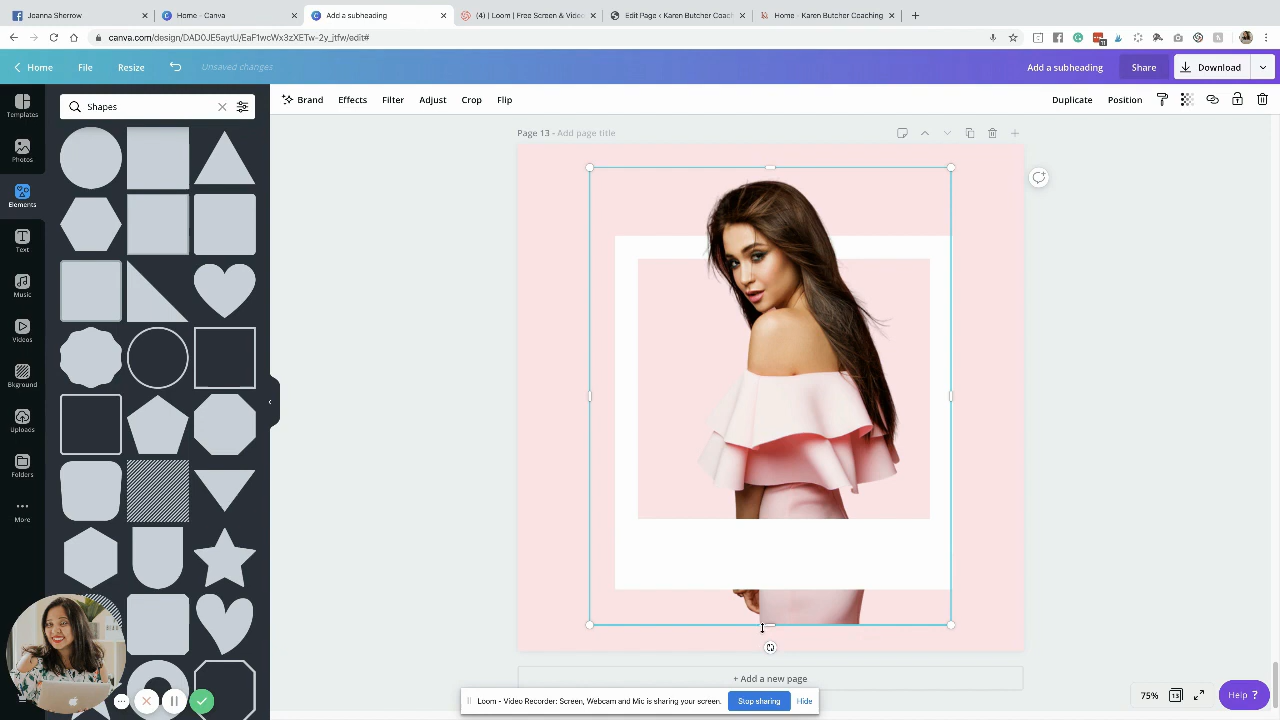 Joanna Serrow
Home - Canva
Add a subheading
(4) | Loom | Free Screen & Video
Edit Page ‹ Karen Butcher Coach
Home - Karen Butcher Coaching
canva.com/design/DAD0JE5aytU/EaF1wcWx3zXETw-2y_jtfw/edit#
Home
File
Resize
Unsaved changes
Add a subheading
Share
Download
Shapes
Brand
Effects
Filter
Adjust
Crop
Flip
Duplicate
Position
Templates
Photos
Elements
Text
Music
Videos
Bkground
Uploads
Folders
More
Page 13 - Add page title
+ Add a new page
Loom - Video Recorder: Screen, Webcam and Mic is sharing your screen.
Stop sharing
Hide
75%
Help ?